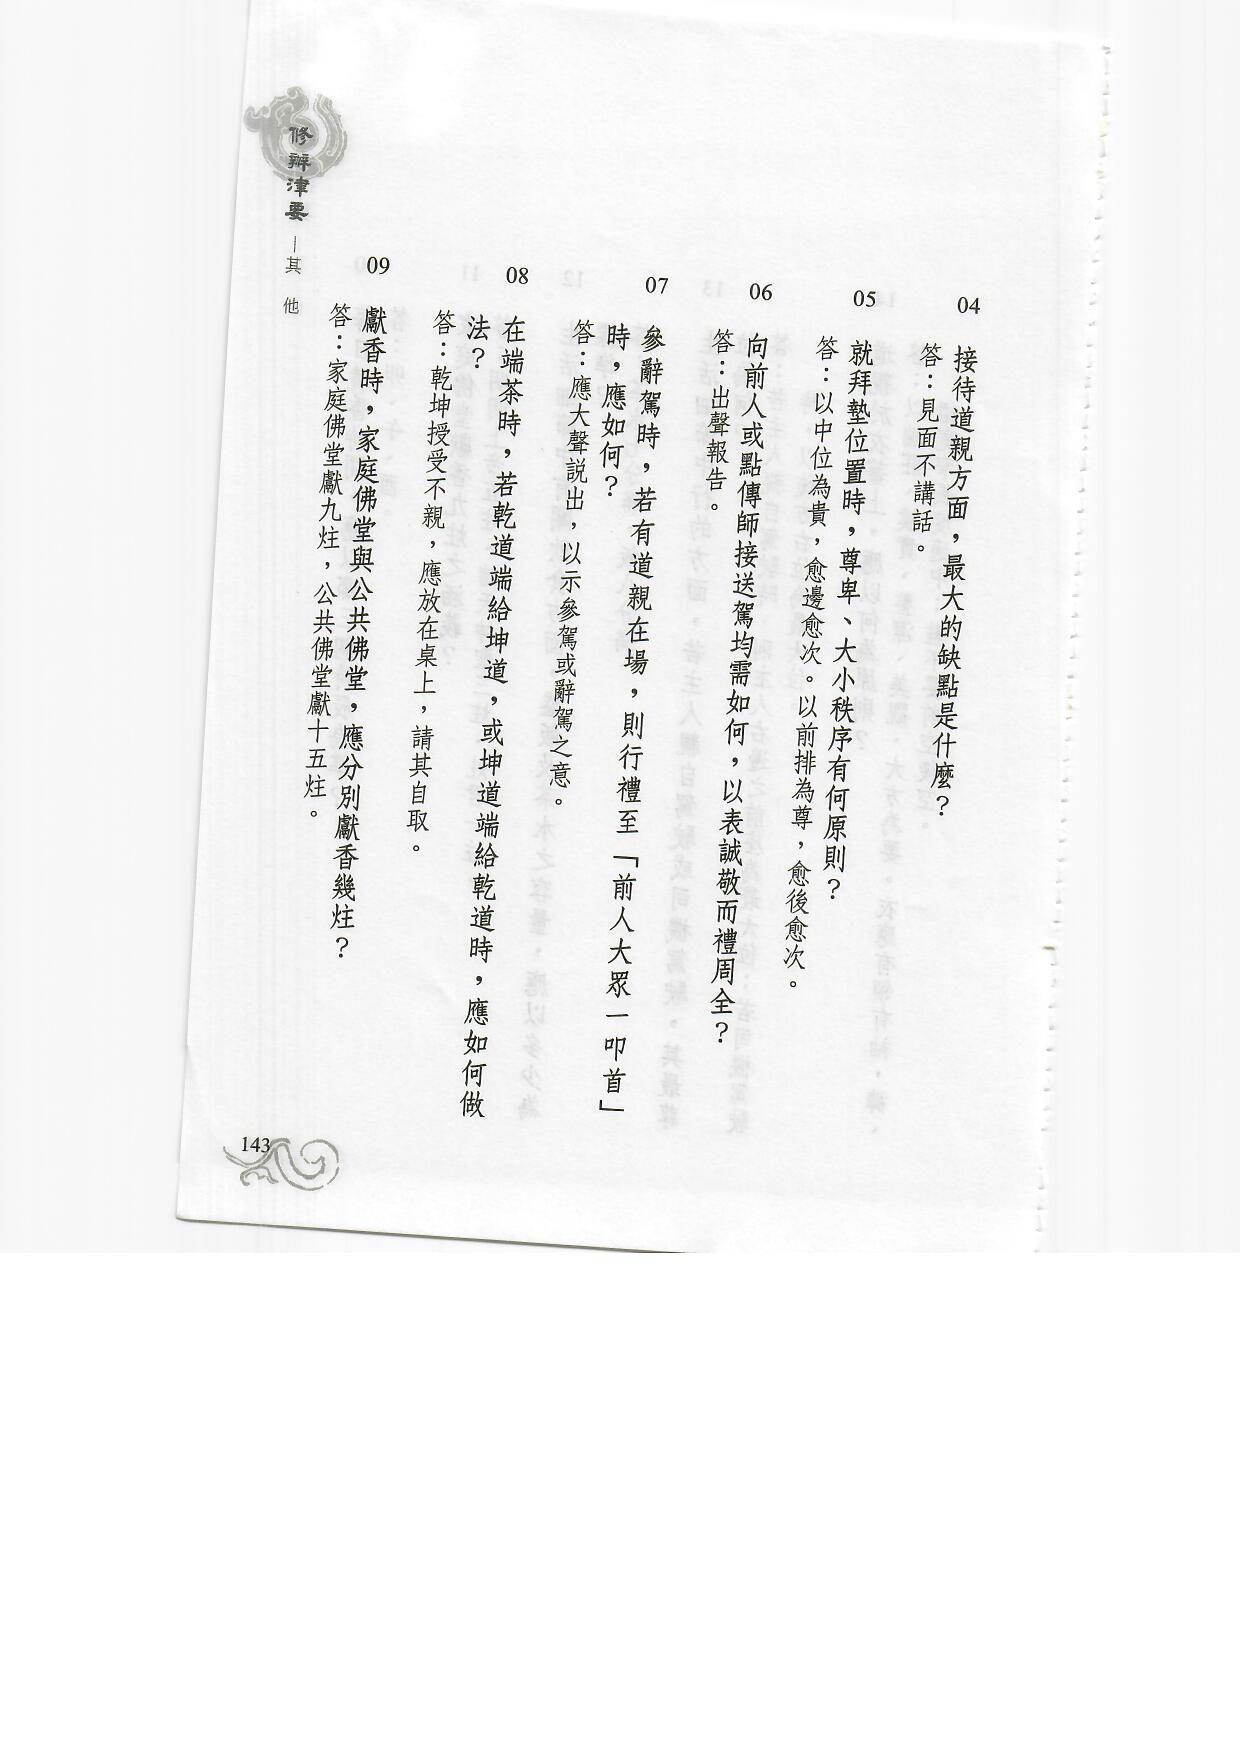 04
接待道親方面，最大的缺點是什麼？
答：見面不講話。
05
就拜墊位置時，尊卑、大小秩序有何原則？
答：以中位為貴，愈邊愈次。以前排為尊，愈後愈次。
06
向前人或點傳師接送駕均需如何，以表誠敬而禮周全？
答：出聲報告。
07
參辭駕時，若有道親在場，則行禮至「前人大眾一叩首」
時，應如何？
答：應大聲說出，以示參駕或辭駕之意。
08
在端茶時，若乾道端給坤道，或坤道端給乾道時，應如何做
法？
答：乾坤授受不親，應放在桌上，請其自取。
09
獻香時，家庭佛堂與公共佛堂，應分別獻香幾炷？
答：家庭佛堂獻九炷，公共佛堂獻十五炷。
修辦津要—其他
143